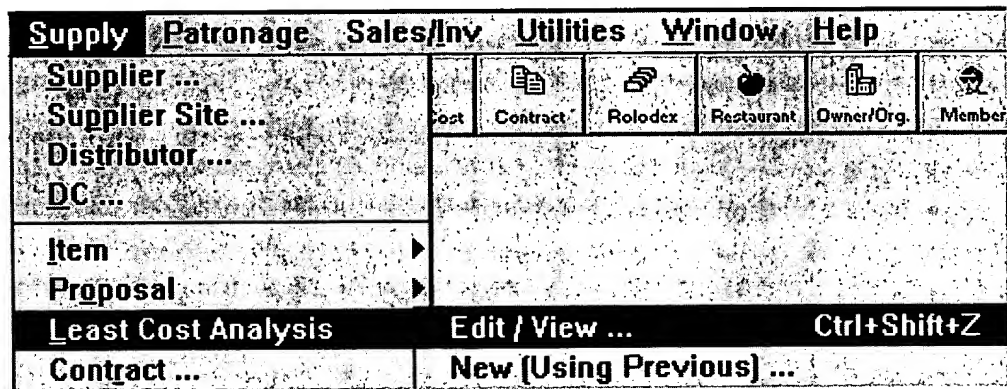 Supply Patronage Sales/Inv Utilities Window Help
Supplier ...
Supplier Site ...
Distributor ...
DC ...
Cost Contract Rolodex Restaurant Owner/Org. Member
Item
Proposal
Least Cost Analysis Edit / View ... Ctrl+Shift+Z
Contract ... New (Using Previous) ...